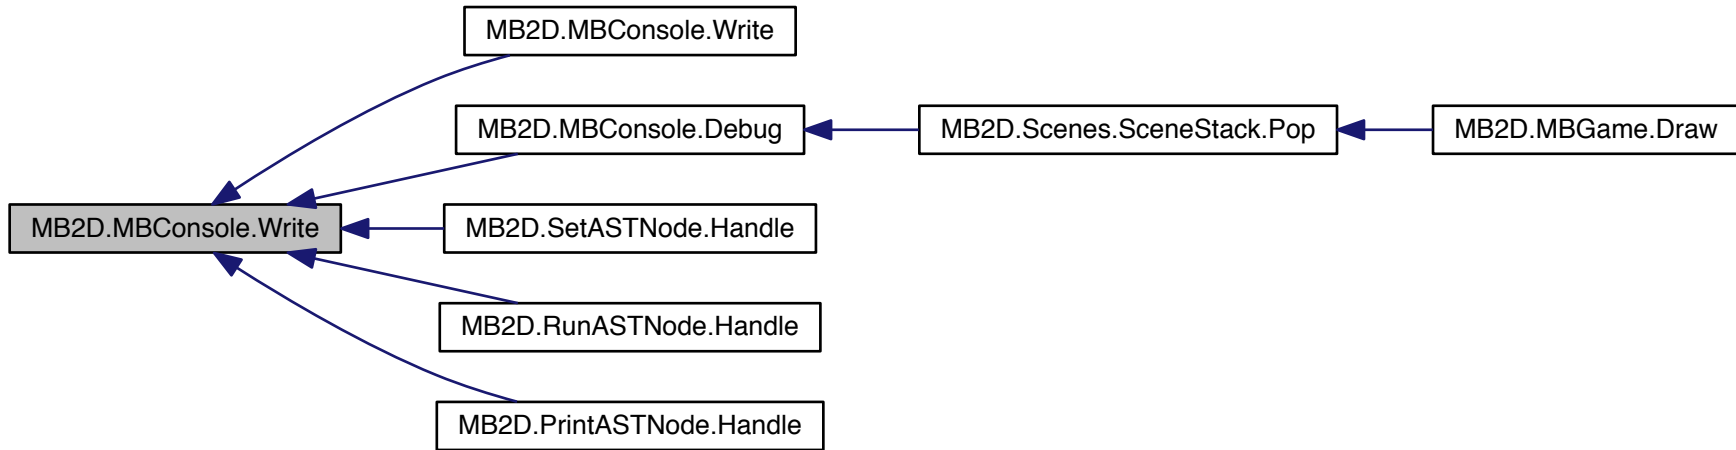 MB2D.MBConsole.Write
MB2D.MBConsole.Debug
MB2D.Scenes.SceneStack.Pop
MB2D.MBGame.Draw
MB2D.MBConsole.Write
MB2D.SetASTNode.Handle
MB2D.RunASTNode.Handle
MB2D.PrintASTNode.Handle